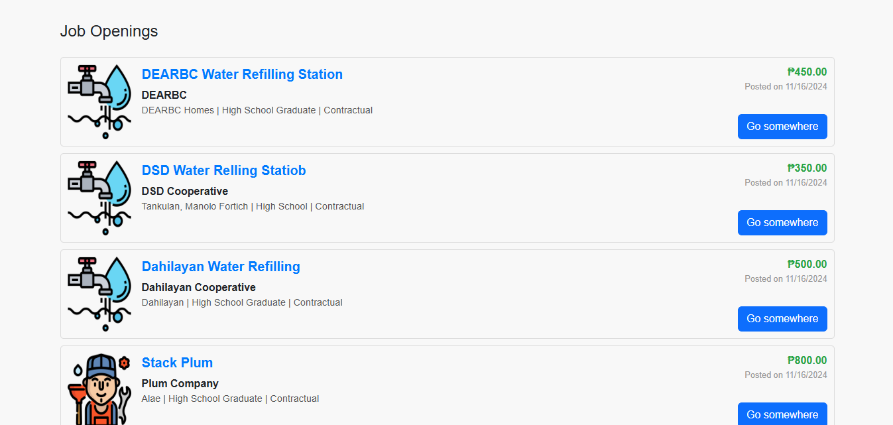 Job Openings
DEARBC Water Refilling Station
₱450.00
DEARBC
Posted on 11/16/2024
DEARBC Homes | High School Graduate | Contractual
Go somewhere
DSD Water Relling Statiob
₱350.00
DSD Cooperative
Posted on 11/16/2024
Tankulan, Manolo Fortich | High School | Contractual
Go somewhere
Dahilayan Water Refilling
₱500.00
Dahilayan Cooperative
Posted on 11/16/2024
Dahilayan | High School Graduate | Contractual
Go somewhere
Stack Plum
₱800.00
Plum Company
Posted on 11/16/2024
Alae | High School Graduate | Contractual
Go somewhere